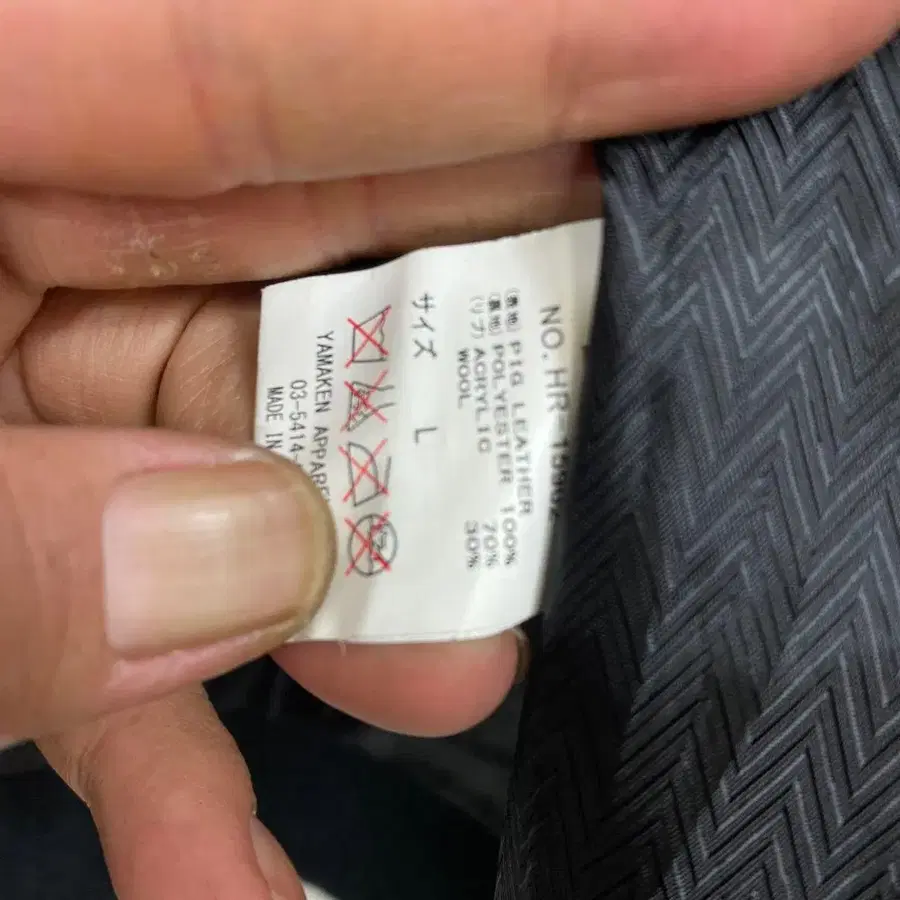 NO. HR-
(表地) PIG LEATHER
(裏地) POLYESTER 100%
(リブ) ACRYLIC 70%
WOOL 30%
サイズ L
YAMAKEN APPAREL
03-5414-
MADE IN